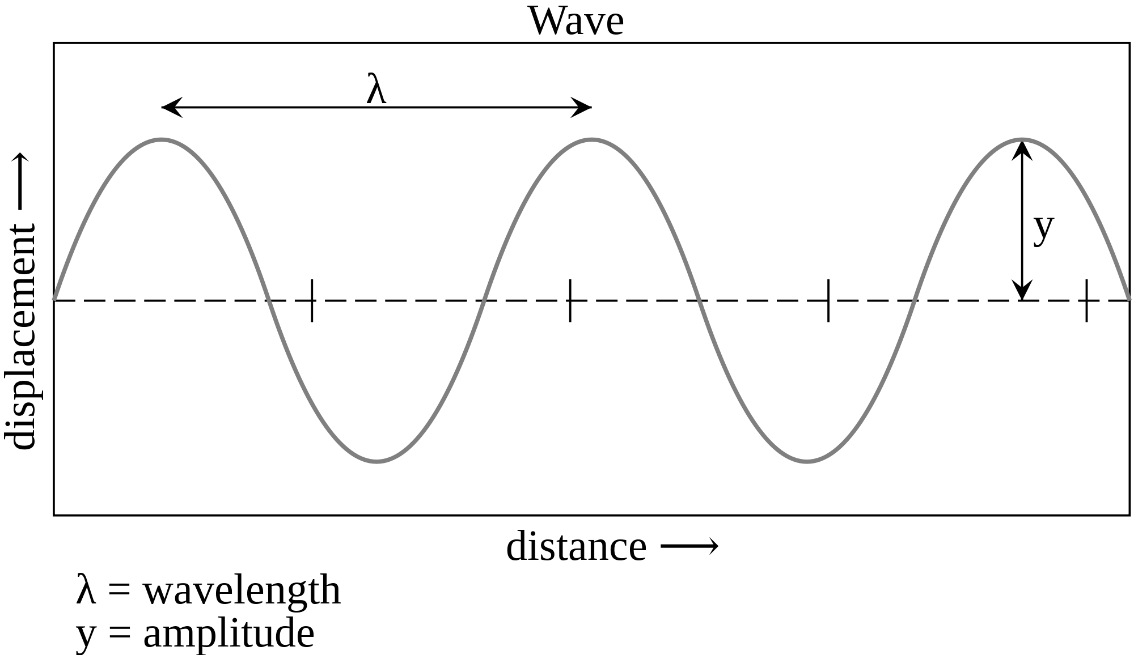 Wave
λ
y
displacement ⟶
distance ⟶
λ = wavelength
y = amplitude